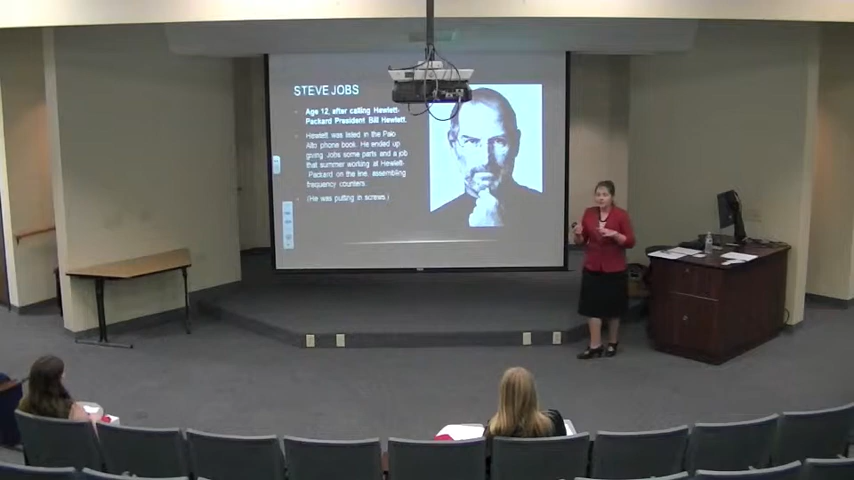 STEVE JOBS
Age 12, after calling Hewlett-
Packard President Bill Hewlett.
Hewlett was listed in the Palo
Alto phone book. He ended up
giving Jobs some parts and a job
that summer working at Hewlett-
Packard on the line, assembling
frequency counters.
(He was putting in screws.)